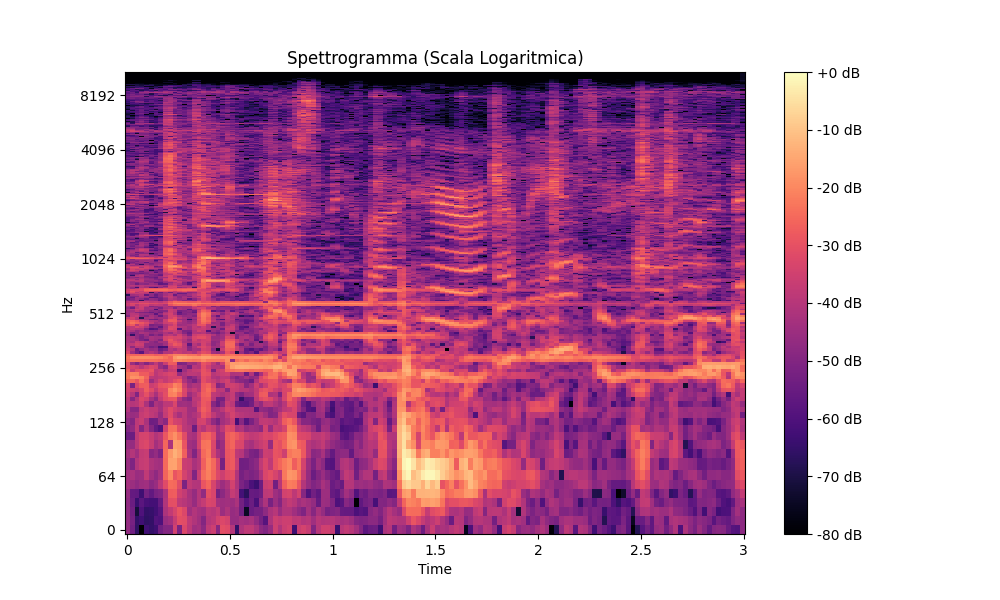 Spettrogramma (Scala Logaritmica)
Hz
8192
4096
2048
1024
512
256
128
64
0
0
0.5
1
1.5
2
2.5
3
Time
+0 dB
-10 dB
-20 dB
-30 dB
-40 dB
-50 dB
-60 dB
-70 dB
-80 dB